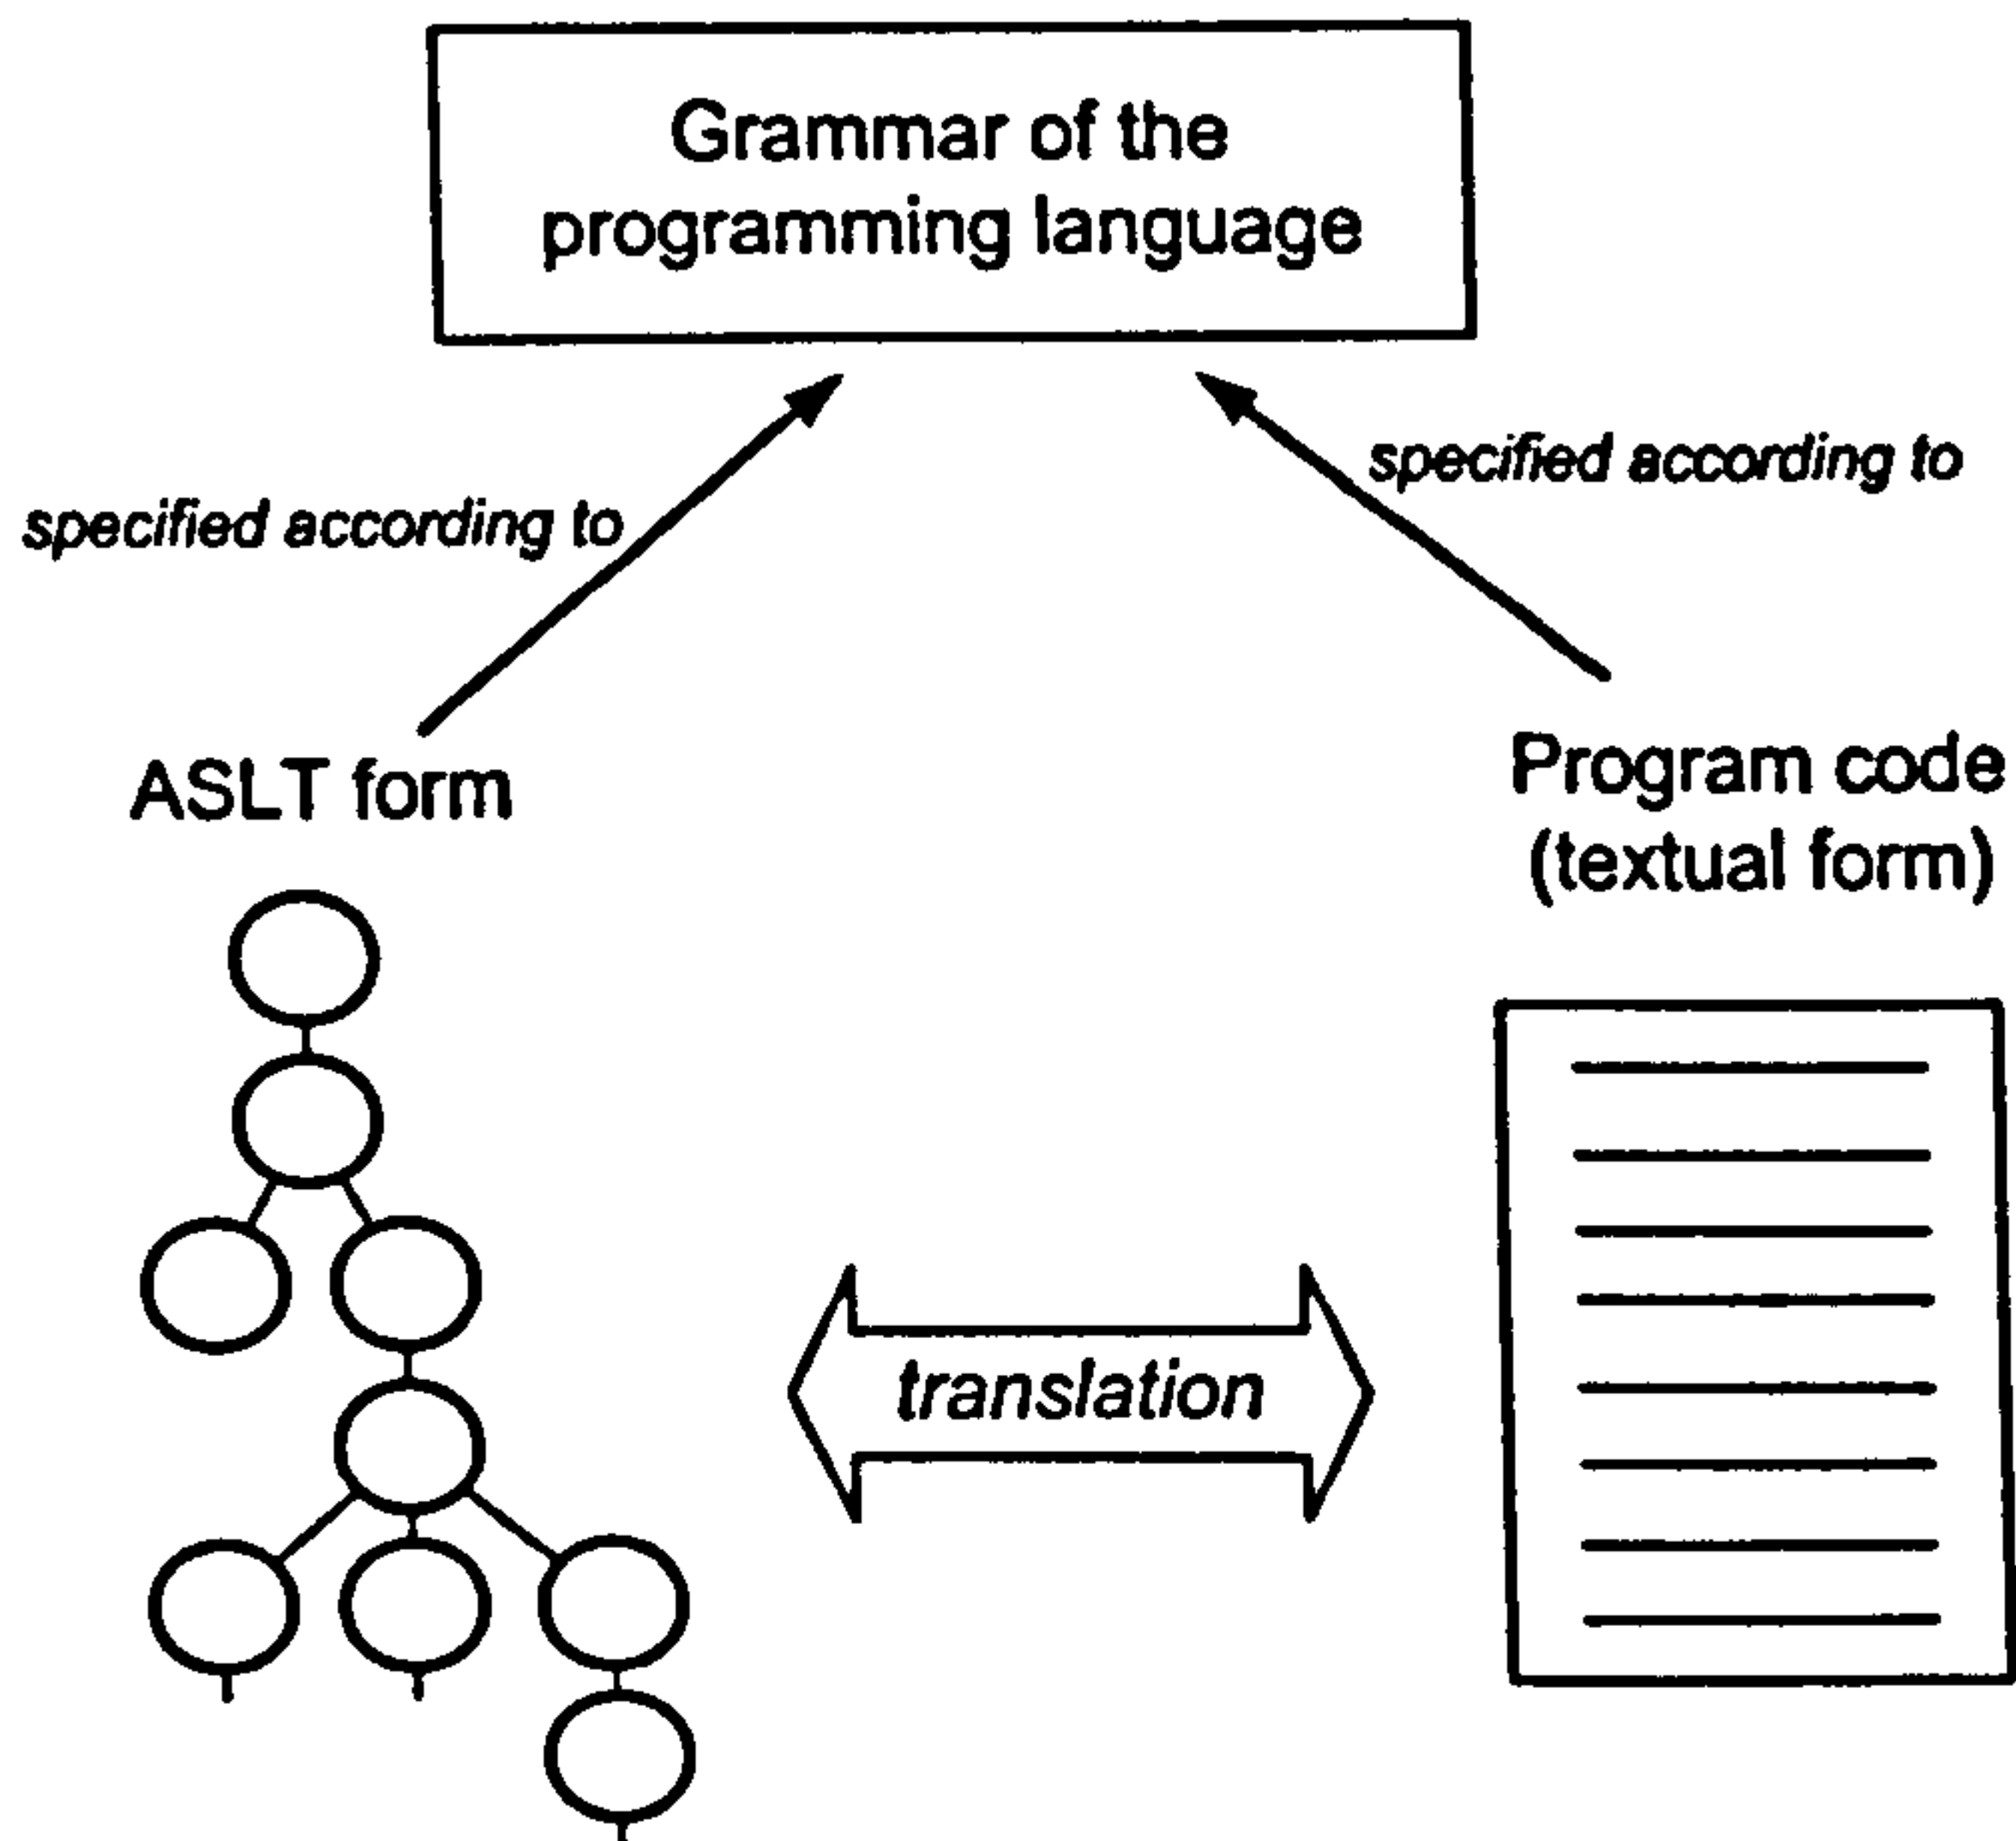 Grammar of the
programming language
specified according to
specified according to
ASLT form
Program code
(textual form)
translation